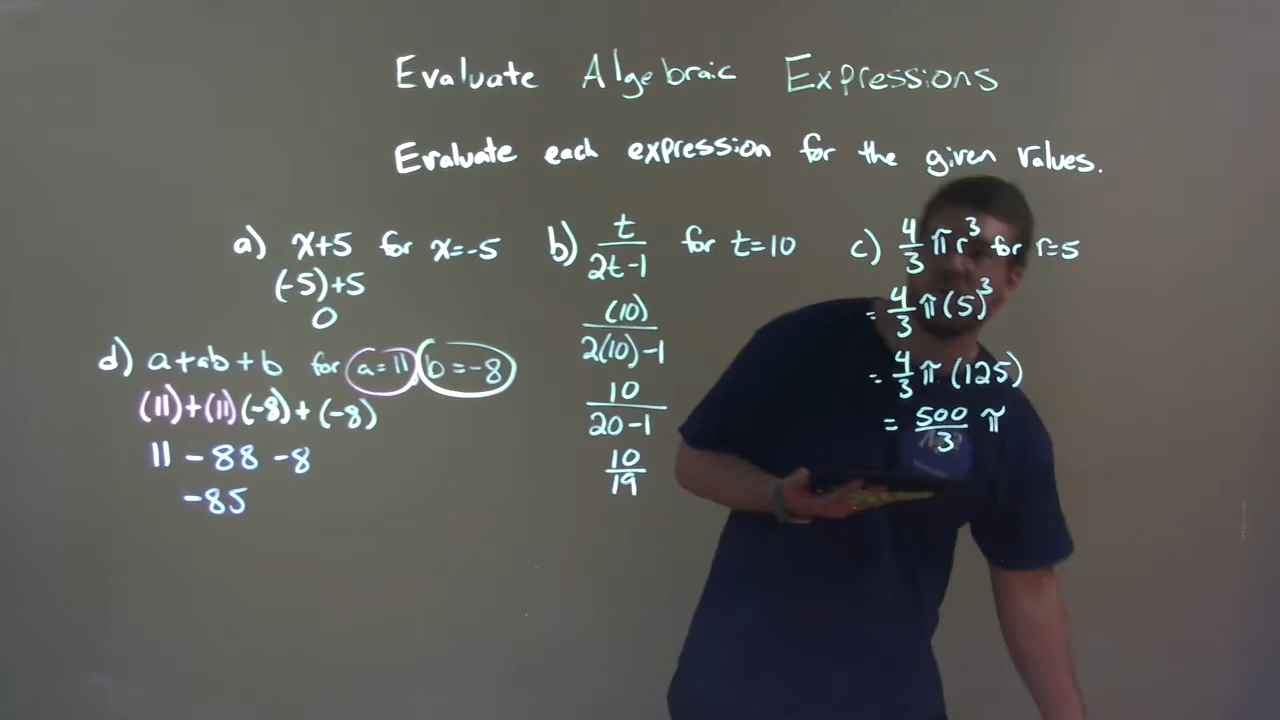 Evaluate Algebraic Expressions
Evaluate each expression for the given values.
a) x+5 for x=-5
(-5)+5
0
b) t/(2t-1) for t=10
(10)/(2(10)-1)
10/(20-1)
10/19
c) 4/3 πr³ for r=5
= 4/3 π(5)³
= 4/3 π(125)
= 500/3 π
d) a+ab+b for a=11, b=-8
(11)+(11)(-8)+(-8)
11-88-8
-85